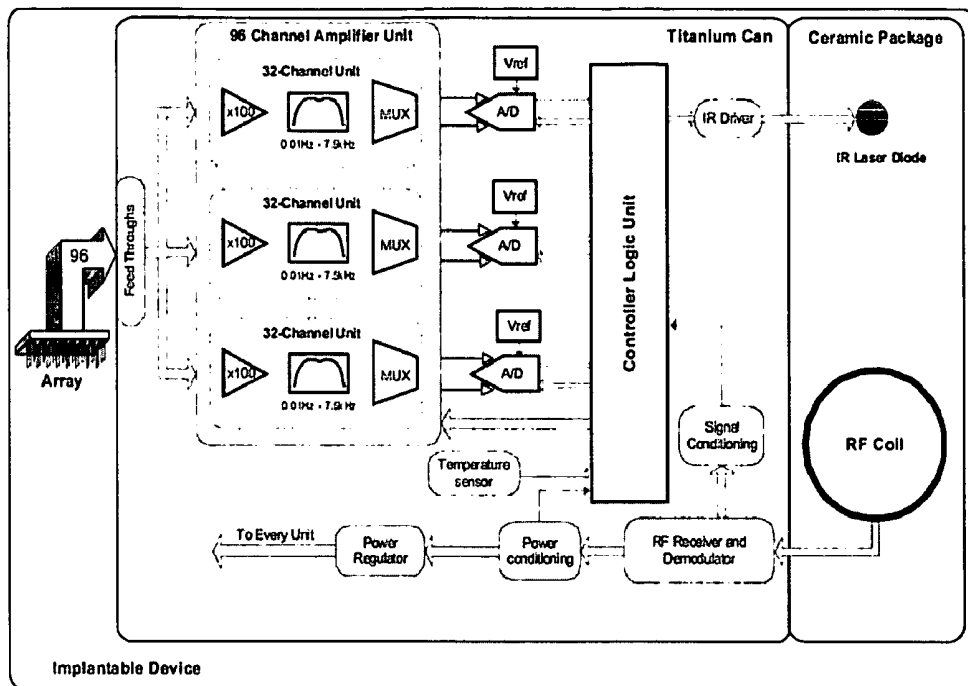 96 Channel Amplifier Unit
Titanium Can
Ceramic Package
32-Channel Unit
x100
0.01Hz - 7.5kHz
MUX
Vref
A/D
IR Driver
IR Laser Diode
32-Channel Unit
x100
0.01Hz - 7.5kHz
MUX
Vref
A/D
Feed Throughs
96
Array
Controller Logic Unit
32-Channel Unit
x100
0.01Hz - 7.5kHz
MUX
Vref
A/D
Signal
Conditioning
RF Coil
Temperature
sensor
To Every Unit
Power
Regulator
Power
conditioning
RF Receiver and
Demodulator
Implantable Device